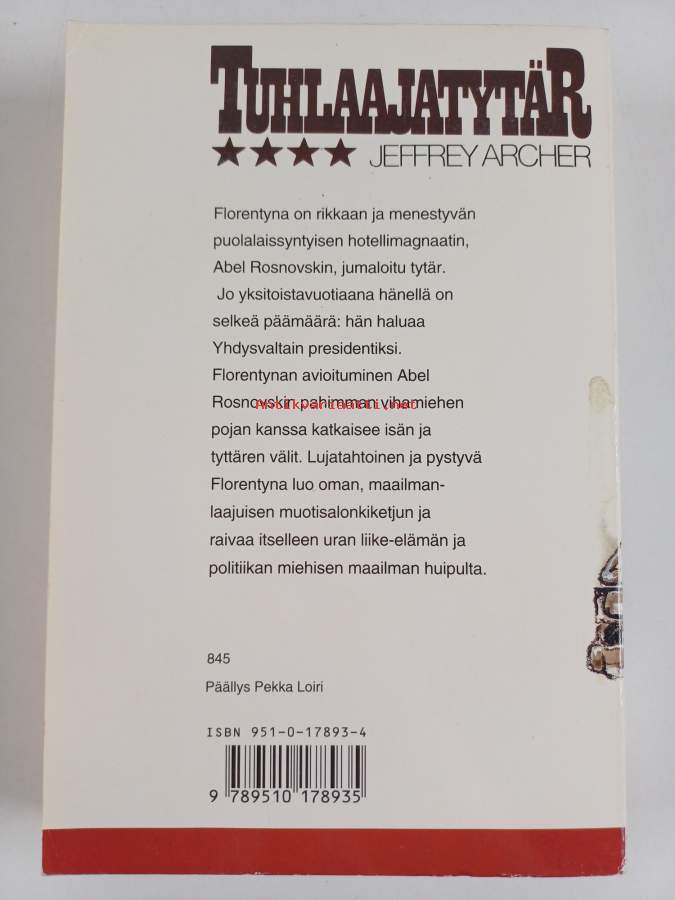 TUHLAAJATYTÄR
JEFFREY ARCHER
Florentyna on rikkaan ja menestyvän
puolalaissyntyisen hotellimagnaatin,
Abel Rosnovskin, jumaloitu tytär.
Jo yksitoistavuotiaana hänellä on
selkeä päämäärä: hän haluaa
Yhdysvaltain presidentiksi.
Florentynan avioituminen Abel
Rosnovskin pahimman vihamiehen
Antikvariaatti.net
pojan kanssa katkaisee isän ja
tyttären välit. Lujatahtoinen ja pystyvä
Florentyna luo oman, maailman-
laajuisen muotisalonkiketjun ja
raivaa itselleen uran liike-elämän ja
politiikan miehisen maailman huipulta.
845
Päällys Pekka Loiri
ISBN 951-0-17893-4
9 789510 178935